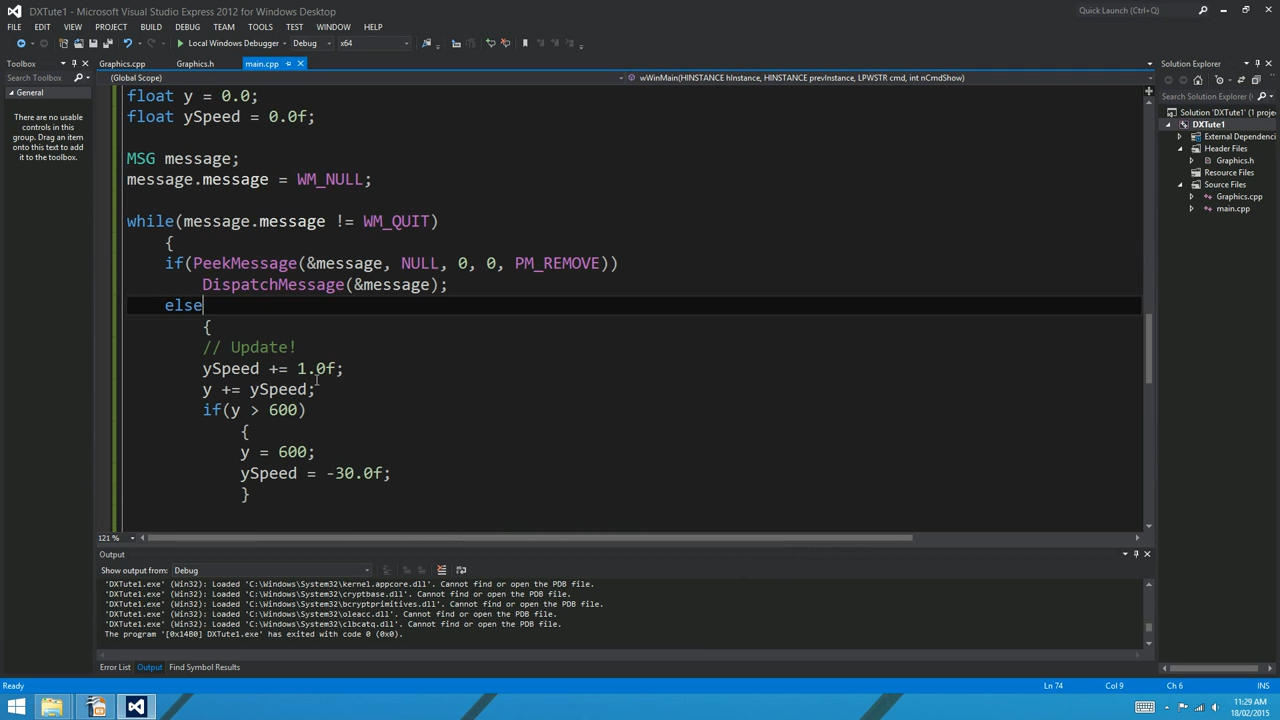 DXTute1 - Microsoft Visual Studio Express 2012 for Windows Desktop
Quick Launch (Ctrl+Q)
FILE EDIT VIEW PROJECT BUILD DEBUG TEAM TOOLS TEST WINDOW HELP
Local Windows Debugger Debug x64
Toolbox
Graphics.cpp Graphics.h main.cpp
Solution Explorer
Search Toolbox
(Global Scope)
wWinMain(HINSTANCE hInstance, HINSTANCE prevInstance, LPWSTR cmd, int nCmdShow)
General
There are no usable
controls in this
group. Drag an item
onto this text to add
it to the toolbox.
float y = 0.0;
float ySpeed = 0.0f;
MSG message;
message.message = WM_NULL;
while(message.message != WM_QUIT)
{
if(PeekMessage(&message, NULL, 0, 0, PM_REMOVE))
DispatchMessage(&message);
else
{
// Update!
ySpeed += 1.0f;
y += ySpeed;
if(y > 600)
{
y = 600;
ySpeed = -30.0f;
}
121 %
Search Solution Explorer (
Solution 'DXTute1' (1 proje
DXTute1
External Dependenc
Header Files
Graphics.h
Resource Files
Source Files
Graphics.cpp
main.cpp
Output
Show output from: Debug
'DXTute1.exe' (Win32): Loaded 'C:\Windows\System32\kernel.appcore.dll'. Cannot find or open the PDB file.
'DXTute1.exe' (Win32): Loaded 'C:\Windows\System32\cryptbase.dll'. Cannot find or open the PDB file.
'DXTute1.exe' (Win32): Loaded 'C:\Windows\System32\bcryptprimitives.dll'. Cannot find or open the PDB file.
'DXTute1.exe' (Win32): Loaded 'C:\Windows\System32\oleacc.dll'. Cannot find or open the PDB file.
'DXTute1.exe' (Win32): Loaded 'C:\Windows\System32\clbcatq.dll'. Cannot find or open the PDB file.
The program '[0x14B0] DXTute1.exe' has exited with code 0 (0x0).
Error List Output Find Symbol Results
Ready Ln 74 Col 9 Ch 6 INS
11:29 AM
18/02/2015